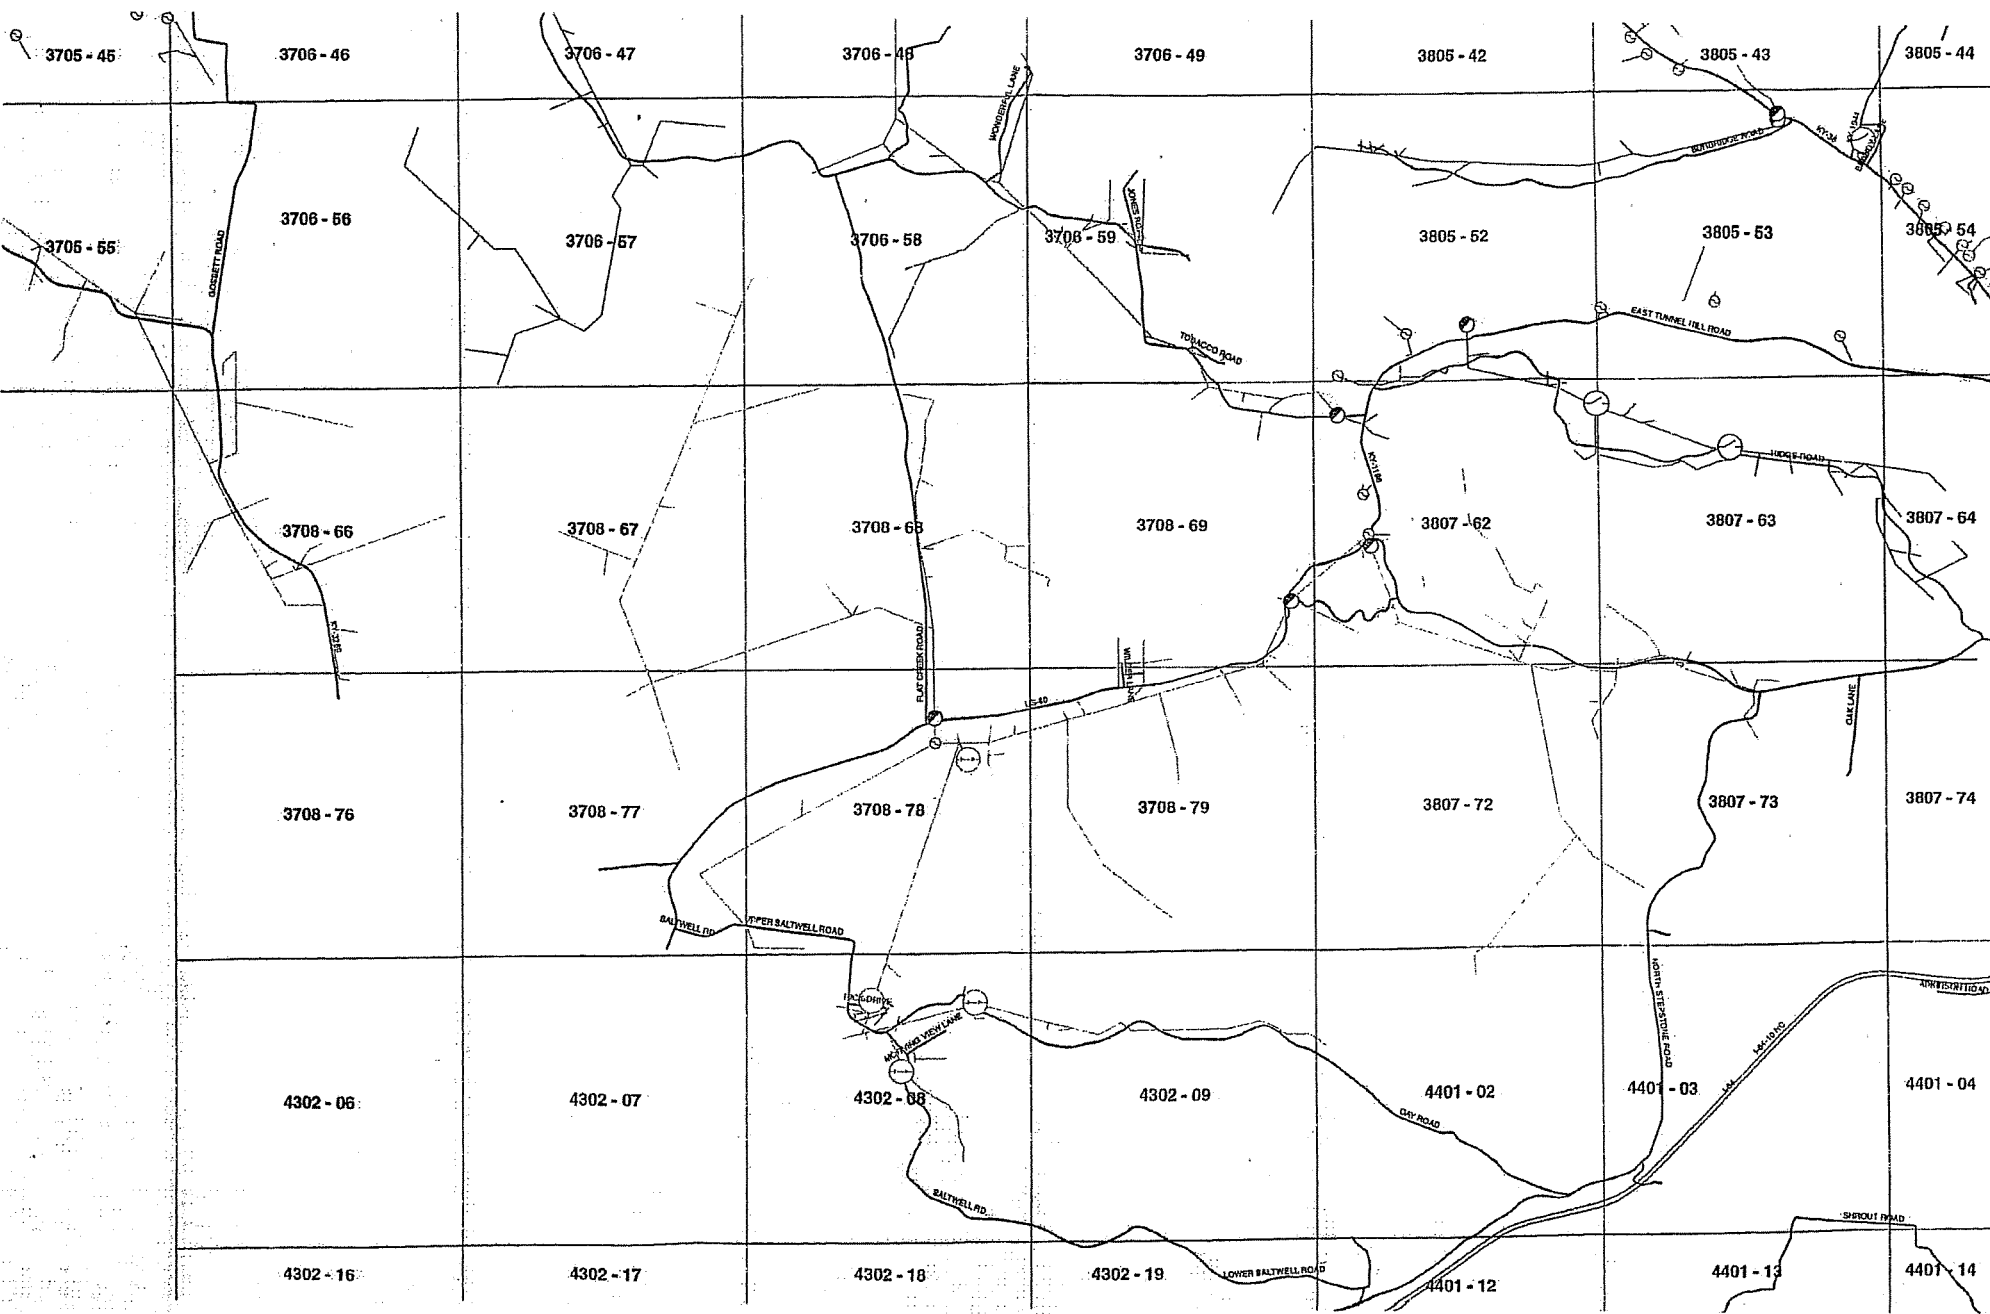 3705 - 45
3706 - 46
3706 - 47
3706 - 48
3706 - 49
3805 - 42
3805 - 43
3805 - 44
WONDERFUL LANE
BUNDRIDGE ROAD
KY-36
3705 - 55
3706 - 56
3706 - 57
3706 - 58
3706 - 59
3805 - 52
3805 - 53
3805 - 54
GOSSETT ROAD
JONES ROAD
EAST TUNNEL HILL ROAD
TOBACCO ROAD
KY-1198
RIDGE ROAD
3708 - 66
3708 - 67
3708 - 68
3708 - 69
3807 - 62
3807 - 63
3807 - 64
FLAT CREEK ROAD
US-60
OAK LANE
3708 - 76
3708 - 77
3708 - 78
3708 - 79
3807 - 72
3807 - 73
3807 - 74
SALTWELL RD
UPPER SALTWELL ROAD
NORTH STEPSTONE ROAD
MORNING VIEW LANE
I-64
4302 - 06
4302 - 07
4302 - 08
4302 - 09
4401 - 02
4401 - 03
4401 - 04
DAY ROAD
SALTWELL RD.
SHROUT ROAD
4302 - 16
4302 - 17
4302 - 18
4302 - 19
LOWER SALTWELL ROAD
4401 - 12
4401 - 13
4401 - 14